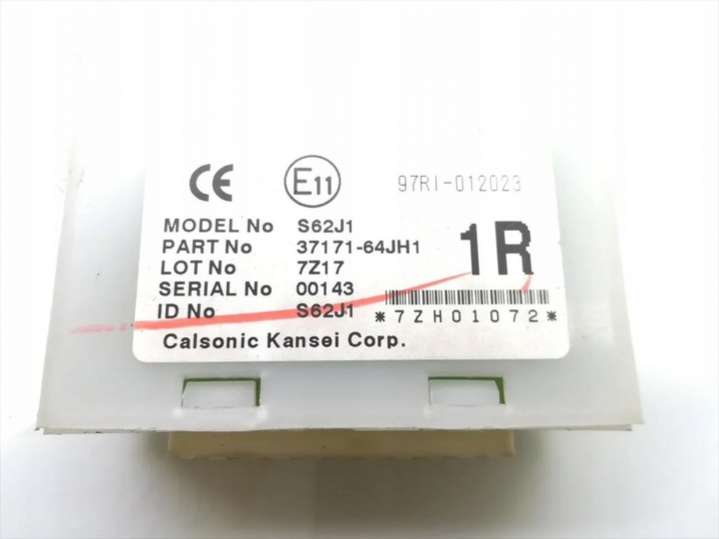 CE E11 97RI-012023
MODEL No S62J1
PART No 37171-64JH1
LOT No 7Z17
SERIAL No 00143
ID No S62J1
1R
*7ZH01072*
Calsonic Kansei Corp.